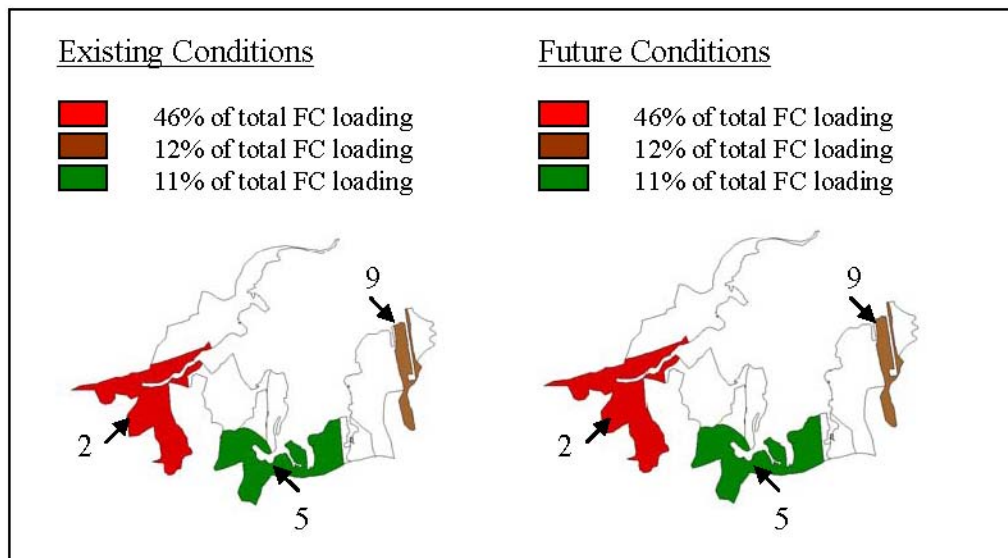 Existing Conditions
46% of total FC loading
12% of total FC loading
11% of total FC loading
9
2
5
Future Conditions
46% of total FC loading
12% of total FC loading
11% of total FC loading
9
2
5